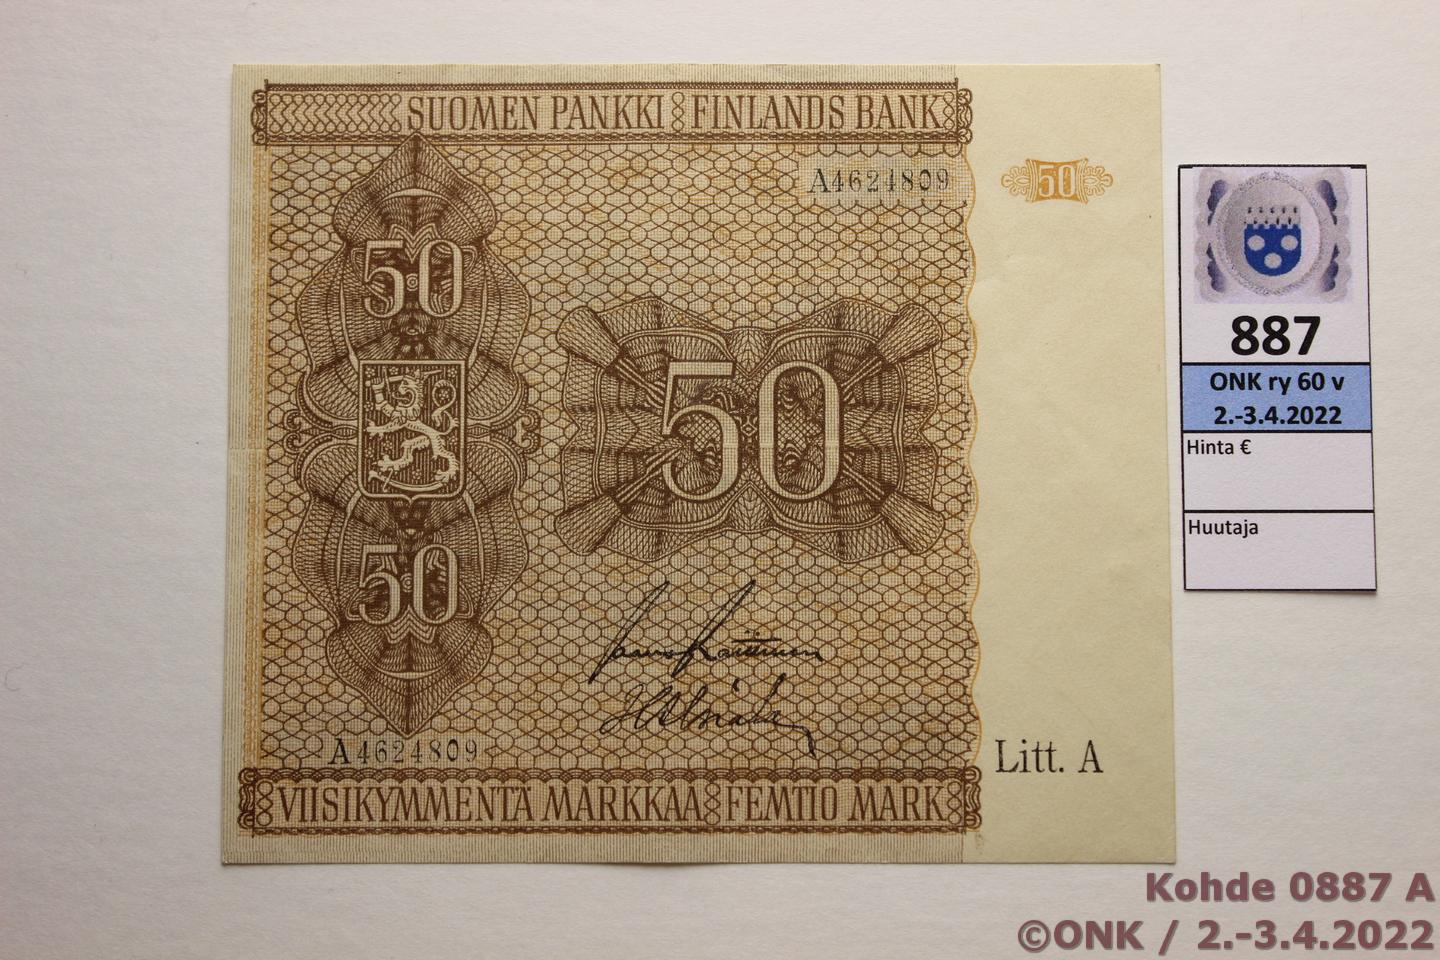 SUOMEN PANKKI FINLANDS BANK
A4624809
50
50
50
50
A4624809
Litt. A
VIISIKYMMENTÄ MARKKAA FEMTIO MARK
887
ONK ry 60 v
2.-3.4.2022
Hinta €
Huutaja
Kohde 0887 A
©ONK / 2.-3.4.2022